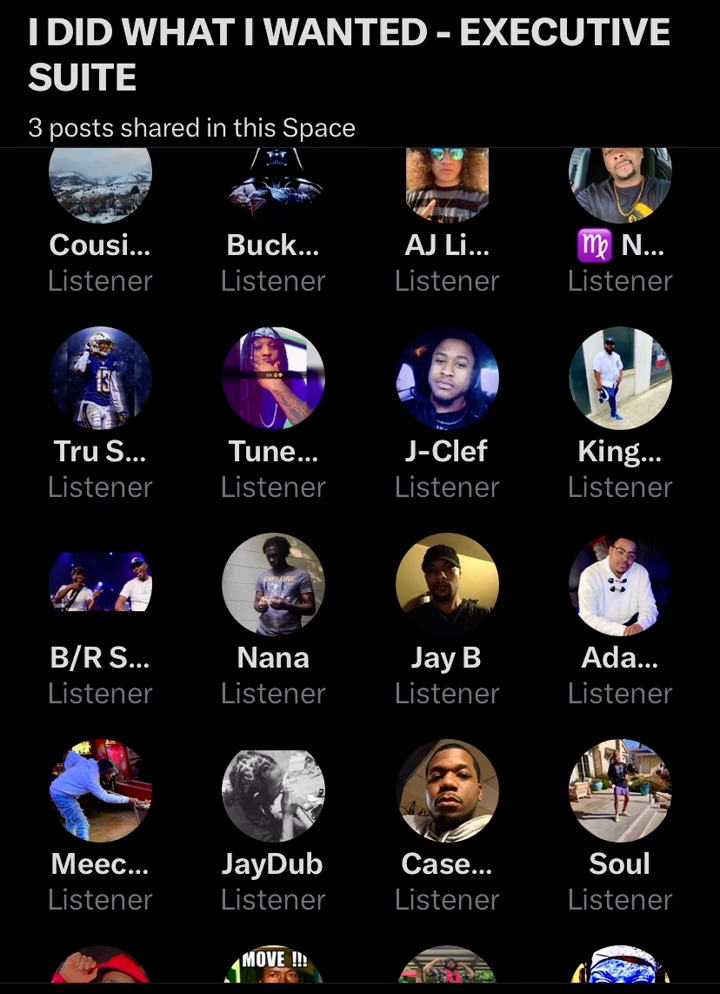 I DID WHAT I WANTED - EXECUTIVE
SUITE
3 posts shared in this Space
Cousi... Buck... AJ Li... ♍ N...
Listener Listener Listener Listener
Tru S... Tune... J-Clef King...
Listener Listener Listener Listener
EXPLORE
B/R S... Nana Jay B Ada...
Listener Listener Listener Listener
Meec... JayDub Case... Soul
Listener Listener Listener Listener
MOVE !!!